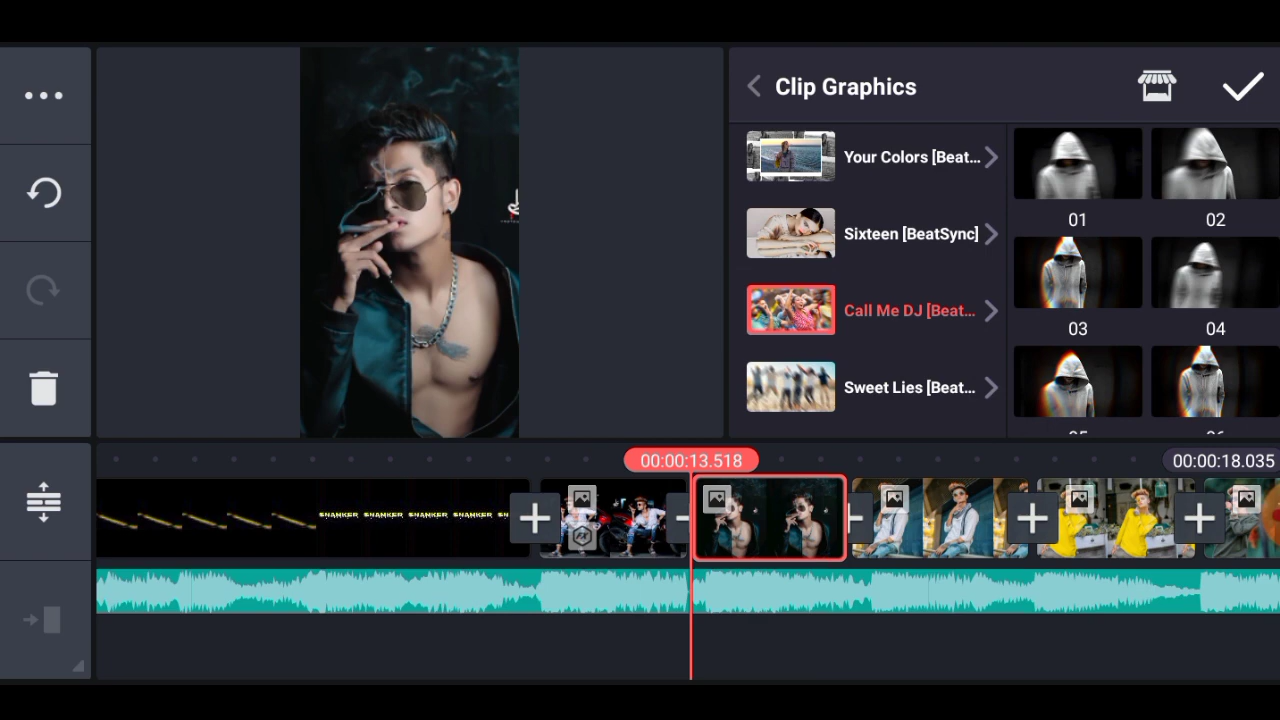 Clip Graphics
Your Colors [Beat...
Sixteen [BeatSync]
Call Me DJ [Beat...
Sweet Lies [Beat...
01
02
03
04
00:00:13.518
00:00:18.035
SHANKER SHANKER SHANKER SHANKER